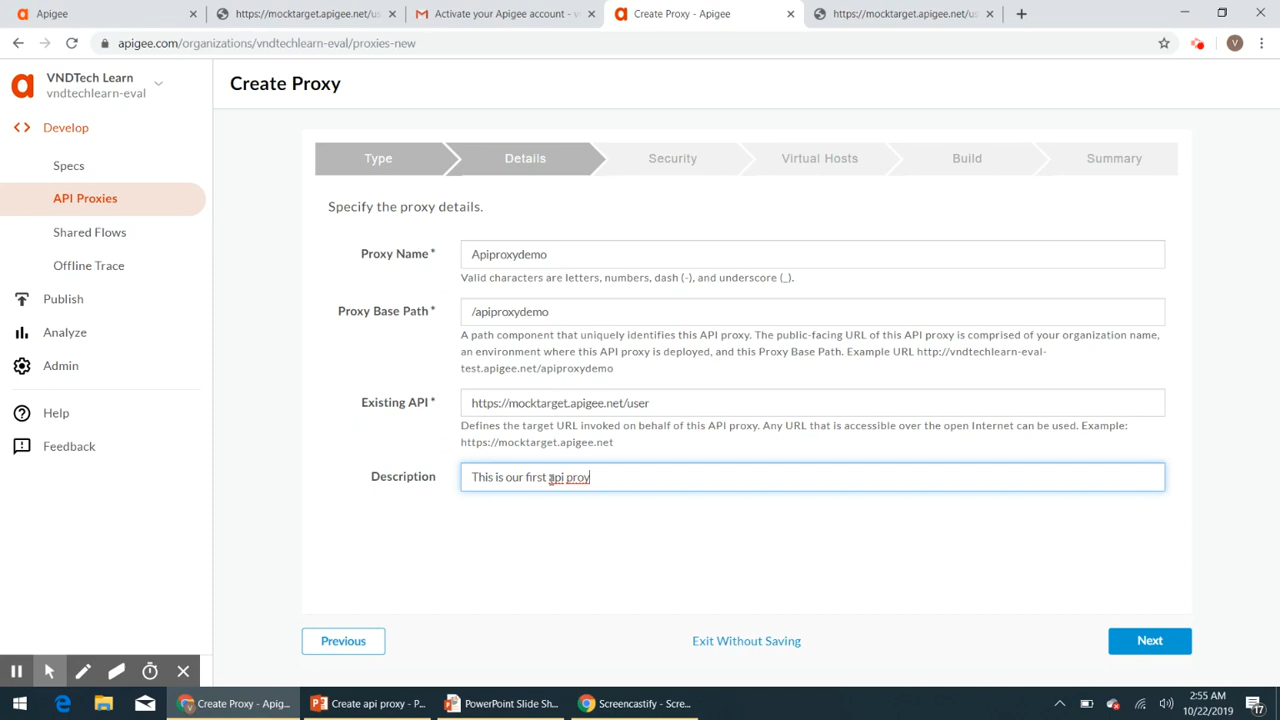 Apigee
https://mocktarget.apigee.net/us
Activate your Apigee account - v
Create Proxy - Apigee
https://mocktarget.apigee.net/us
apigee.com/organizations/vndtechlearn-eval/proxies-new
V
VNDTech Learn
vndtechlearn-eval
Develop
Specs
API Proxies
Shared Flows
Offline Trace
Publish
Analyze
Admin
Help
Feedback
Create Proxy
Type
Details
Security
Virtual Hosts
Build
Summary
Specify the proxy details.
Proxy Name *
Apiproxydemo
Valid characters are letters, numbers, dash (-), and underscore (_).
Proxy Base Path *
/apiproxydemo
A path component that uniquely identifies this API proxy. The public-facing URL of this API proxy is comprised of your organization name,
an environment where this API proxy is deployed, and this Proxy Base Path. Example URL http://vndtechlearn-eval-
test.apigee.net/apiproxydemo
Existing API *
https://mocktarget.apigee.net/user
Defines the target URL invoked on behalf of this API proxy. Any URL that is accessible over the open Internet can be used. Example:
https://mocktarget.apigee.net
Description
This is our first api proy
Previous
Exit Without Saving
Next
Create Proxy - Apig...
Create api proxy - P...
PowerPoint Slide Sh...
Screencastify - Scre...
2:55 AM
10/22/2019
17